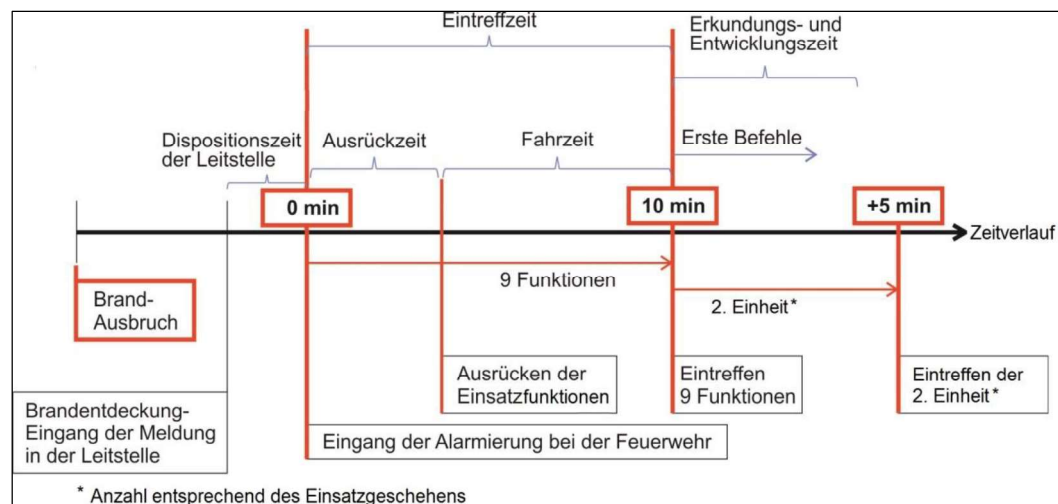 Eintreffzeit
Erkundungs- und
Entwicklungszeit
Dispositionszeit
der Leitstelle
Ausrückzeit
Fahrzeit
Erste Befehle
0 min
10 min
+5 min
Zeitverlauf
9 Funktionen
2. Einheit*
Brand-
Ausbruch
Ausrücken der
Einsatzfunktionen
Eintreffen
9 Funktionen
Eintreffen der
2. Einheit*
Brandentdeckung-
Eingang der Meldung
in der Leitstelle
Eingang der Alarmierung bei der Feuerwehr
* Anzahl entsprechend des Einsatzgeschehens